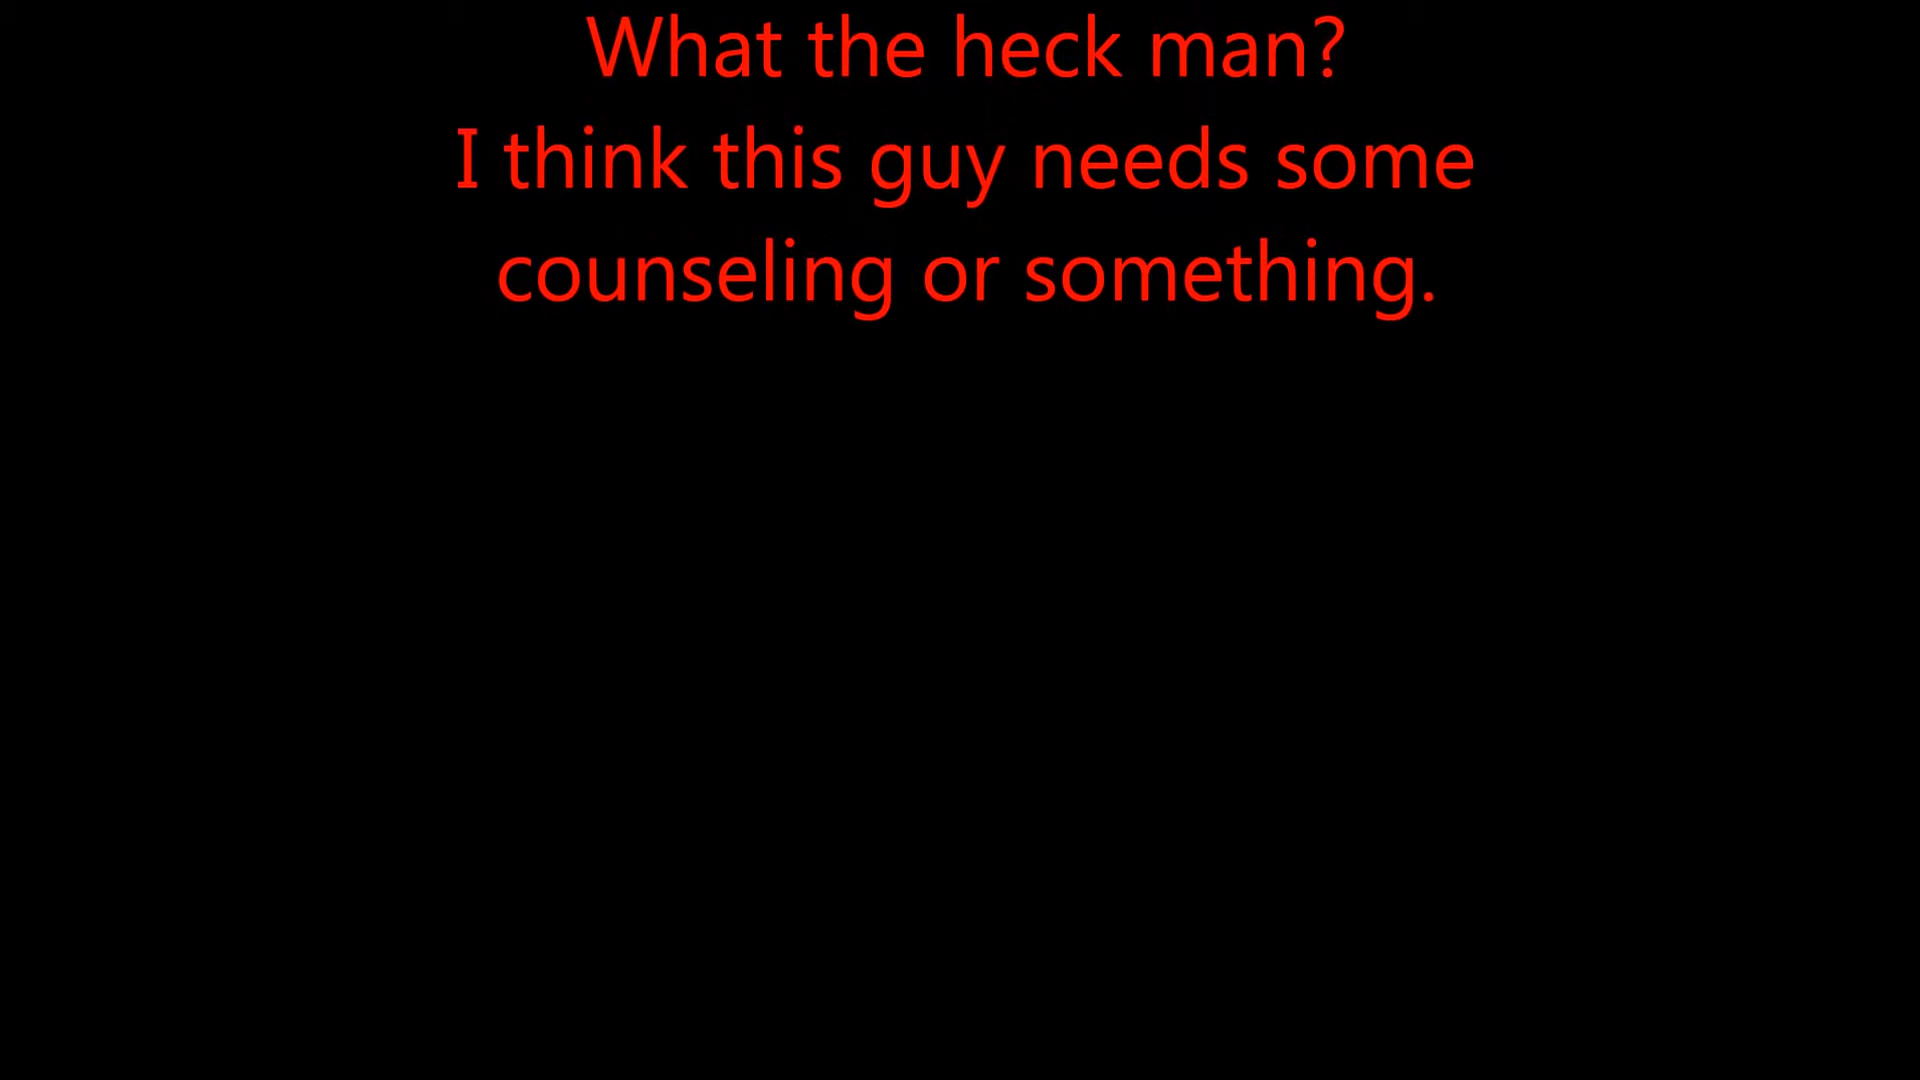 What the heck man?
I think this guy needs some
counseling or something.